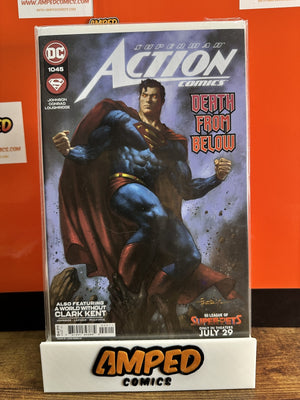 AMPED
AMPEDCOMICS.COM
DC
SUPERMAN
ACTION
COMICS
1045
JOHNSON
CONRAD
LOUGHRIDGE
DEATH
FROM
BELOW
ALSO FEATURING
A WORLD WITHOUT
CLARK KENT
DC LEAGUE OF
SUPER-PETS
ONLY IN THEATERS
JULY 29
AMPED
COMICS